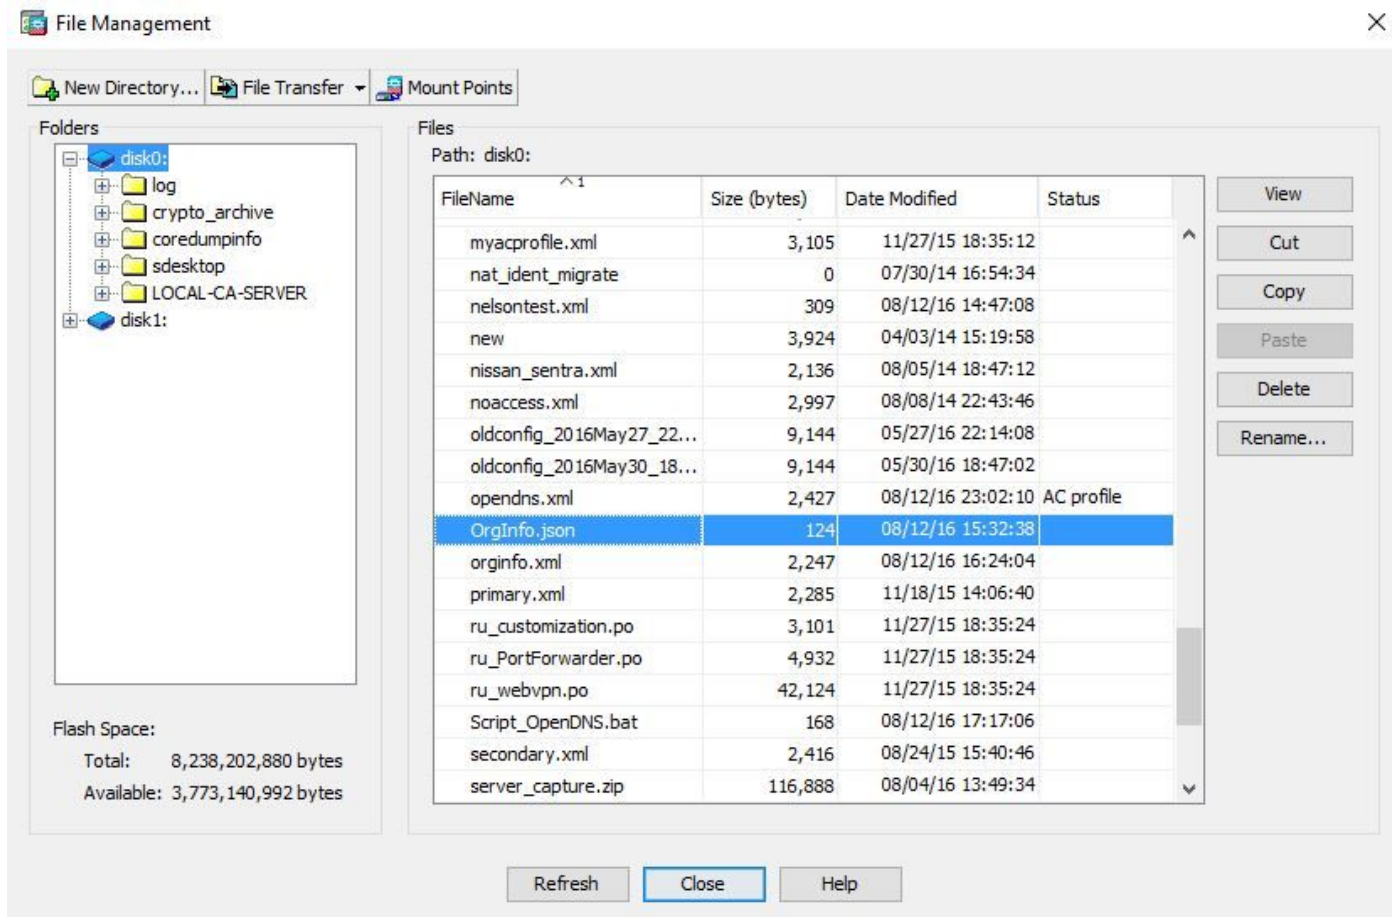 File Management
New Directory... File Transfer Mount Points
Folders
disk0:
log
crypto_archive
coredumpinfo
sdesktop
LOCAL-CA-SERVER
disk1:
Flash Space:
Total: 8,238,202,880 bytes
Available: 3,773,140,992 bytes
Files
Path: disk0:
FileName 1 Size (bytes) Date Modified Status
myacprofile.xml 3,105 11/27/15 18:35:12
nat_ident_migrate 0 07/30/14 16:54:34
nelsontest.xml 309 08/12/16 14:47:08
new 3,924 04/03/14 15:19:58
nissan_sentra.xml 2,136 08/05/14 18:47:12
noaccess.xml 2,997 08/08/14 22:43:46
oldconfig_2016May27_22... 9,144 05/27/16 22:14:08
oldconfig_2016May30_18... 9,144 05/30/16 18:47:02
opendns.xml 2,427 08/12/16 23:02:10 AC profile
OrgInfo.json 124 08/12/16 15:32:38
orginfo.xml 2,247 08/12/16 16:24:04
primary.xml 2,285 11/18/15 14:06:40
ru_customization.po 3,101 11/27/15 18:35:24
ru_PortForwarder.po 4,932 11/27/15 18:35:24
ru_webvpn.po 42,124 11/27/15 18:35:24
Script_OpenDNS.bat 168 08/12/16 17:17:06
secondary.xml 2,416 08/24/15 15:40:46
server_capture.zip 116,888 08/04/16 13:49:34
View
Cut
Copy
Paste
Delete
Rename...
Refresh Close Help